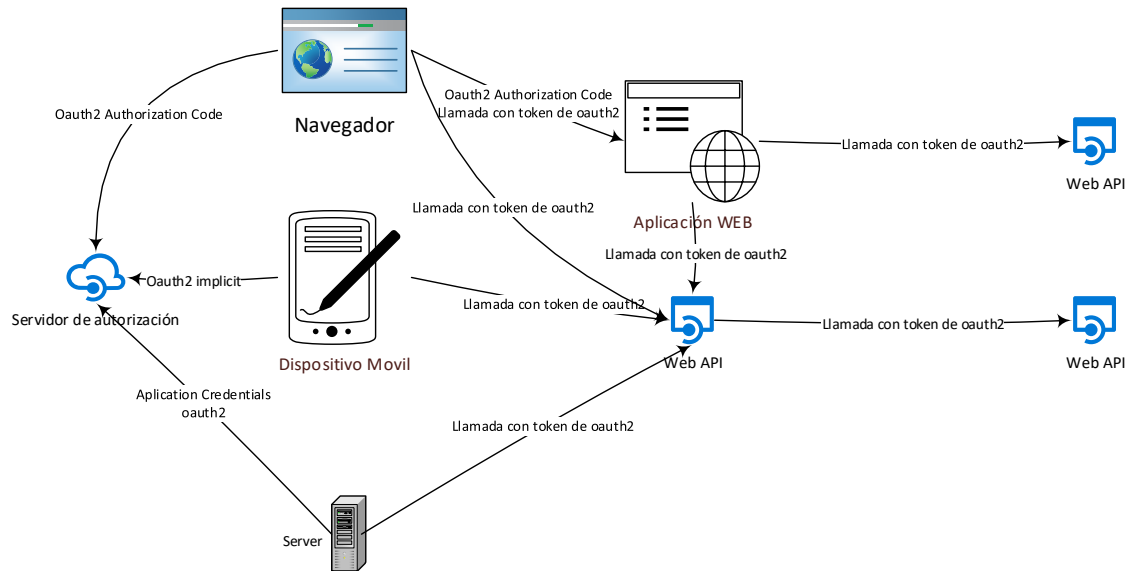 Oauth2 Authorization Code
Navegador
Oauth2 Authorization Code
Llamada con token de oauth2
Llamada con token de oauth2
Web API
Llamada con token de oauth2
Aplicación WEB
Llamada con token de oauth2
Oauth2 implicit
Servidor de autorización
Llamada con token de oauth2
Llamada con token de oauth2
Dispositivo Movil
Web API
Web API
Aplication Credentials
oauth2
Llamada con token de oauth2
Server